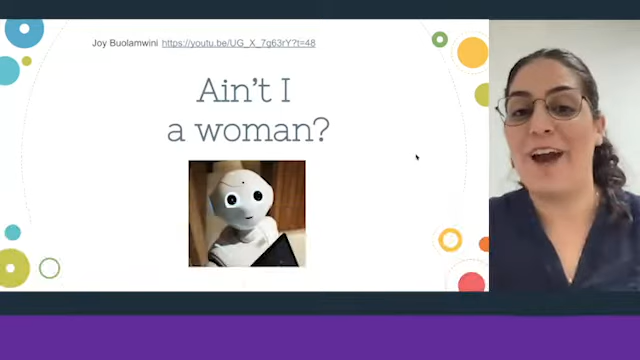 Joy Buolamwini https://youtu.be/UG_X_7g63rY?t=48
Ain't I
a woman?